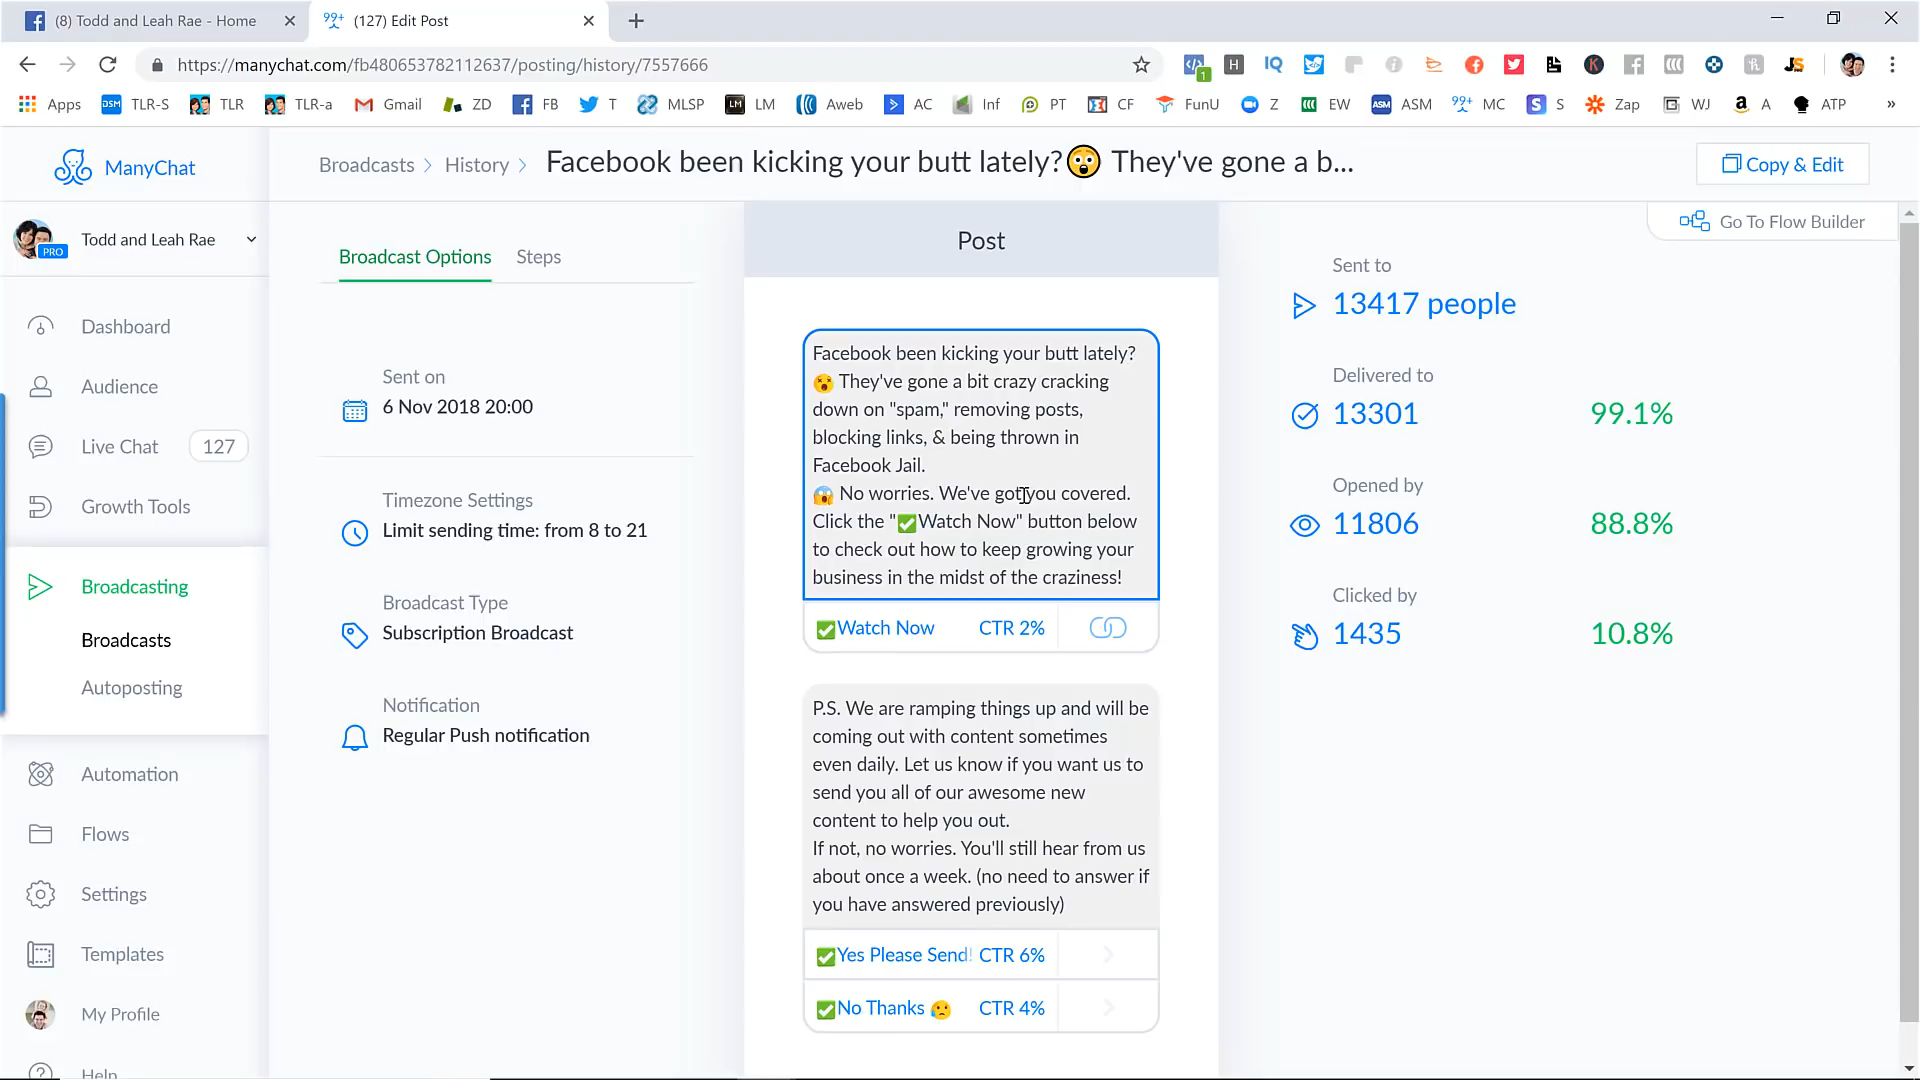 (8) Todd and Leah Rae - Home
99+ (127) Edit Post
https://manychat.com/fb480653782112637/posting/history/7557666
Apps TLR-S TLR TLR-a Gmail ZD FB T MLSP LM Aweb AC Inf PT CF FunU Z EW ASM 99+ MC S Zap WJ A ATP »
ManyChat
Broadcasts > History > Facebook been kicking your butt lately?😲 They've gone a b...
Copy & Edit
Todd and Leah Rae
PRO
Dashboard
Audience
Live Chat 127
Growth Tools
Broadcasting
Broadcasts
Autoposting
Automation
Flows
Settings
Templates
My Profile
Help
Broadcast Options Steps
Sent on
6 Nov 2018 20:00
Timezone Settings
Limit sending time: from 8 to 21
Broadcast Type
Subscription Broadcast
Notification
Regular Push notification
Post
Facebook been kicking your butt lately?
😵 They've gone a bit crazy cracking
down on "spam," removing posts,
blocking links, & being thrown in
Facebook Jail.
😱 No worries. We've got you covered.
Click the "✅Watch Now" button below
to check out how to keep growing your
business in the midst of the craziness!
✅Watch Now CTR 2%
P.S. We are ramping things up and will be
coming out with content sometimes
even daily. Let us know if you want us to
send you all of our awesome new
content to help you out.
If not, no worries. You'll still hear from us
about once a week. (no need to answer if
you have answered previously)
✅Yes Please Send! CTR 6%
✅No Thanks 😥 CTR 4%
Go To Flow Builder
Sent to
13417 people
Delivered to
13301 99.1%
Opened by
11806 88.8%
Clicked by
1435 10.8%